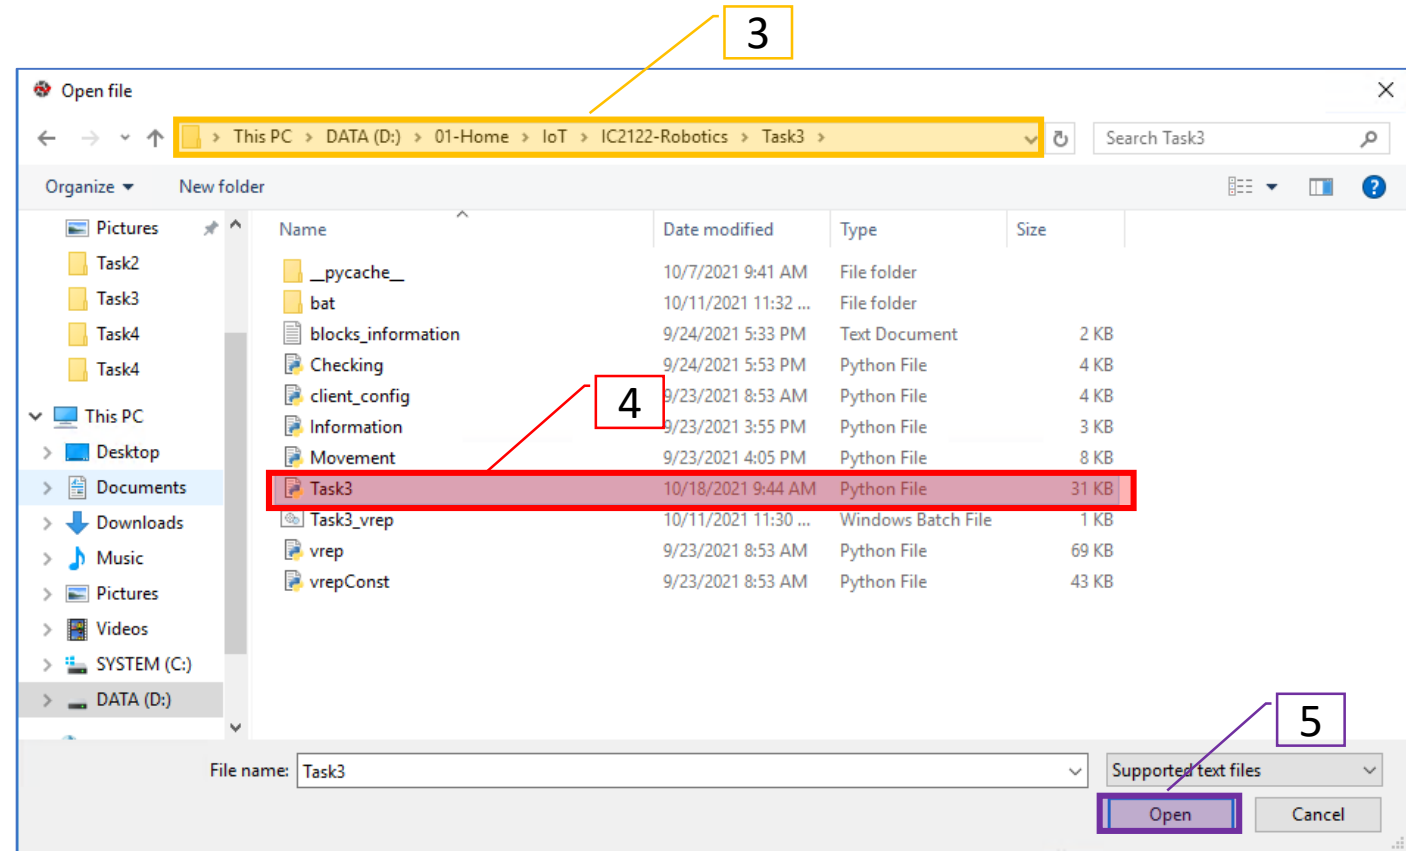 3
Open file
This PC > DATA (D:) > 01-Home > IoT > IC2122-Robotics > Task3 >
Search Task3
Organize
New folder
Pictures
Task2
Task3
Task4
Task4
This PC
Desktop
Documents
Downloads
Music
Pictures
Videos
SYSTEM (C:)
DATA (D:)
Name Date modified Type Size
__pycache__ 10/7/2021 9:41 AM File folder
bat 10/11/2021 11:32 ... File folder
blocks_information 9/24/2021 5:33 PM Text Document 2 KB
Checking 9/24/2021 5:53 PM Python File 4 KB
client_config 9/23/2021 8:53 AM Python File 4 KB
4
Information 9/23/2021 3:55 PM Python File 3 KB
Movement 9/23/2021 4:05 PM Python File 8 KB
Task3 10/18/2021 9:44 AM Python File 31 KB
Task3_vrep 10/11/2021 11:30 ... Windows Batch File 1 KB
vrep 9/23/2021 8:53 AM Python File 69 KB
vrepConst 9/23/2021 8:53 AM Python File 43 KB
5
File name: Task3
Supported text files
Open
Cancel